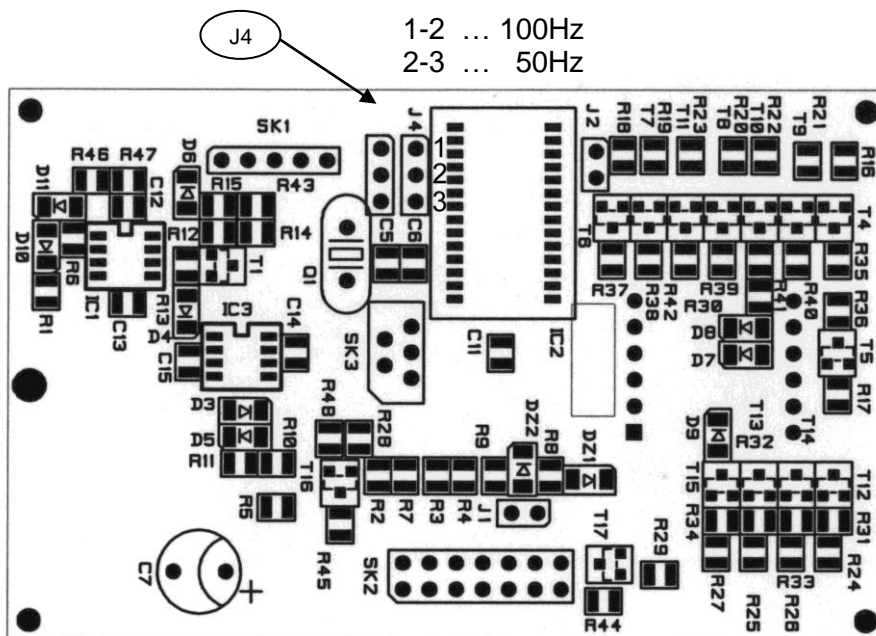 J4
1-2 ... 100Hz
2-3 ... 50Hz
J4
1
2
3
SK1
D6
R46
R47
D11
C12
R15
R43
R12
R14
D10
R6
T1
R1
IC1
C13
R13
D4
IC3
C14
C15
Q1
C5
C6
SK3
C11
IC2
J2
R18
T7
R19
T11
R23
T8
R20
T10
R22
T9
R21
R16
T6
T4
R37
R38
R42
R39
R30
R41
R40
R35
R36
D8
D7
T5
R17
D3
D5
R10
R11
R48
R28
T16
R5
R2
R7
R3
R4
R9
DZ2
R8
DZ1
J1
R45
C7
+
SK2
T17
R29
R44
D9
T13
R32
T14
T15
T12
R34
R31
R27
R25
R33
R26
R24